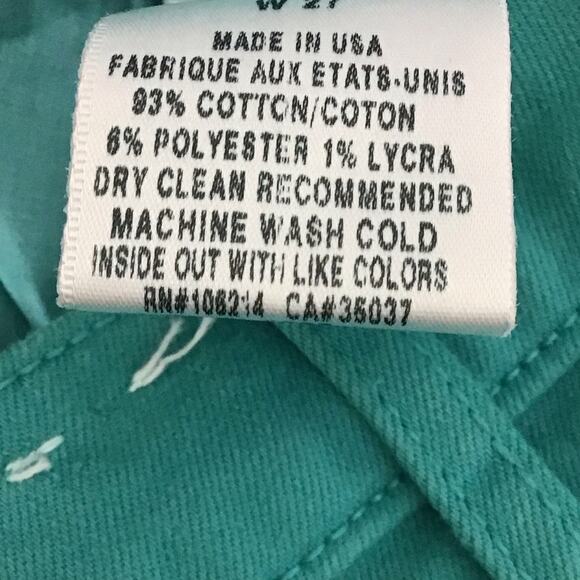 W 27
MADE IN USA
FABRIQUE AUX ETATS-UNIS
93% COTTON/COTON
6% POLYESTER 1% LYCRA
DRY CLEAN RECOMMENDED
MACHINE WASH COLD
INSIDE OUT WITH LIKE COLORS
RN#106214 CA#35037